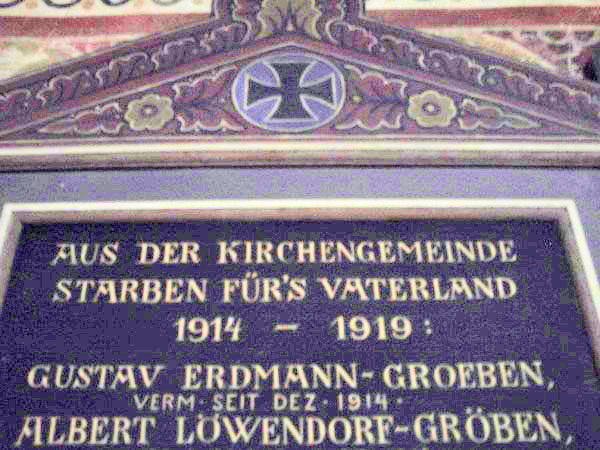 AUS DER KIRCHENGEMEINDE
STARBEN FÜR'S VATERLAND
1914 – 1919:
GUSTAV ERDMANN-GROEBEN,
VERM·SEIT DEZ·1914·
ALBERT LÖWENDORF-GRÖBEN,